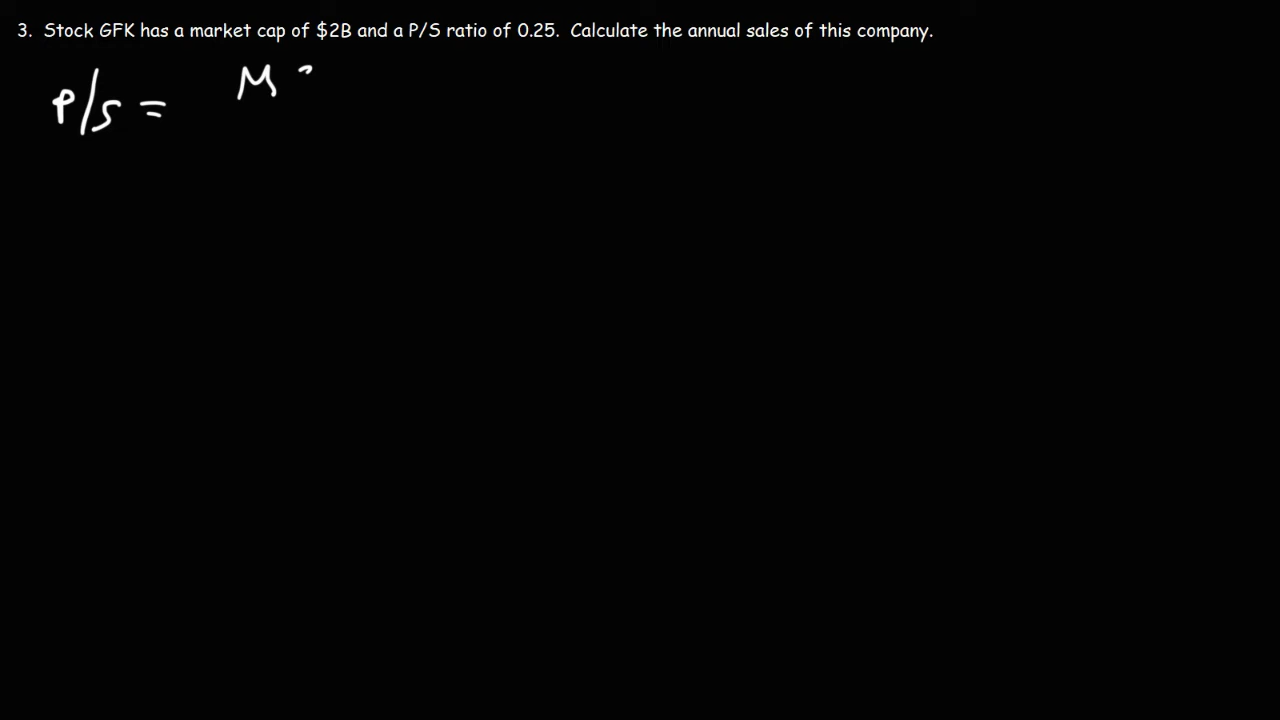 3. Stock GFK has a market cap of $2B and a P/S ratio of 0.25. Calculate the annual sales of this company.
P/S = M